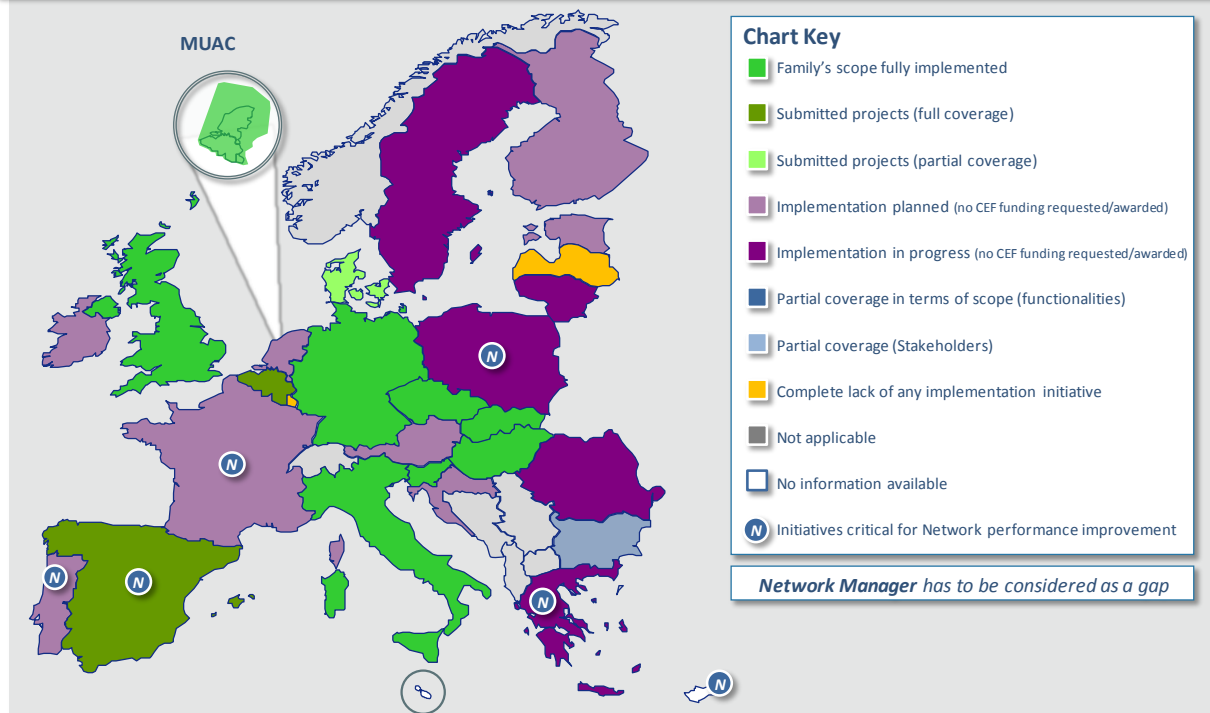 MUAC
Chart Key
Family's scope fully implemented
Submitted projects (full coverage)
Submitted projects (partial coverage)
Implementation planned (no CEF funding requested/awarded)
Implementation in progress (no CEF funding requested/awarded)
Partial coverage in terms of scope (functionalities)
Partial coverage (Stakeholders)
Complete lack of any implementation initiative
Not applicable
No information available
N Initiatives critical for Network performance improvement
Network Manager has to be considered as a gap
N
N
N
N
N
N